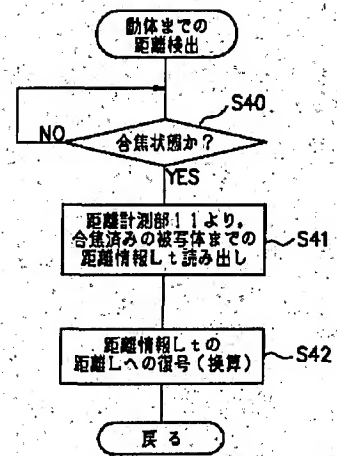 動体までの
距離検出
S40
NO
合焦状態か？
YES
距離計測部11より，
合焦済みの被写体までの
距離情報Lt読み出し
S41
距離情報Ltの
距離Lへの復号（換算）
S42
戻る